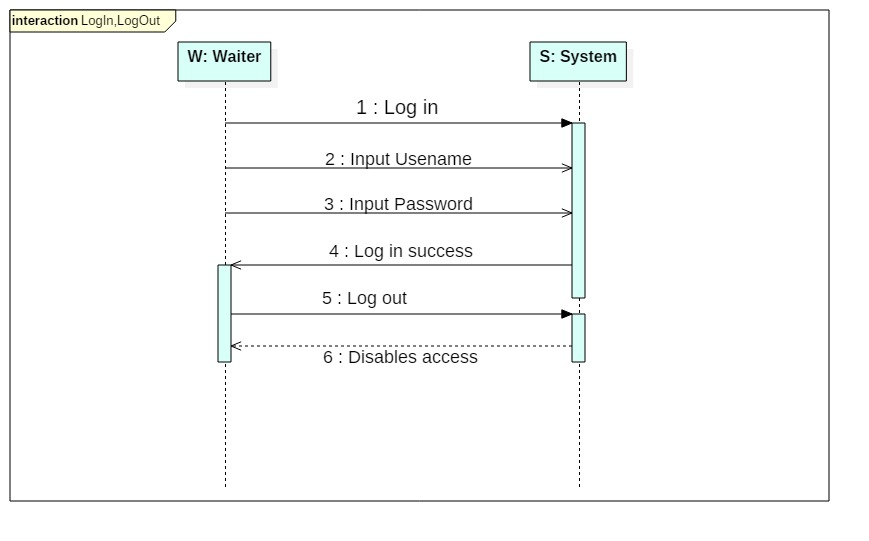 interaction LogIn,LogOut
W: Waiter
S: System
1 : Log in
2 : Input Usename
3 : Input Password
4 : Log in success
5 : Log out
6 : Disables access